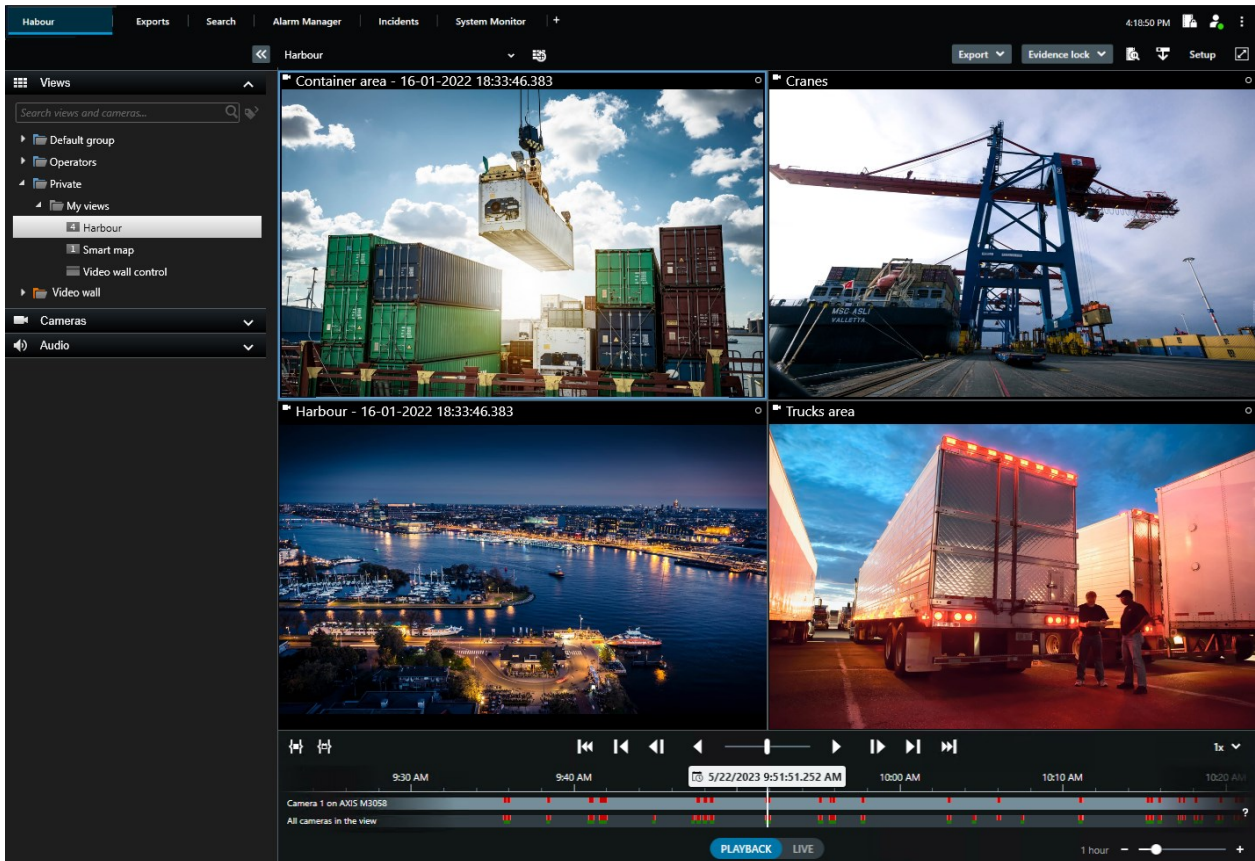 Habour Exports Search Alarm Manager Incidents System Monitor + 4:18:50 PM
Harbour Export Evidence lock Setup
Views
Search views and cameras...
Default group
Operators
Private
My views
4 Harbour
1 Smart map
Video wall control
Video wall
Cameras
Audio
Container area - 16-01-2022 18:33:46.383
Cranes
MSC ASLI
VALLETTA
Harbour - 16-01-2022 18:33:46.383
Trucks area
1x
9:30 AM 9:40 AM 5/22/2023 9:51:51.252 AM 10:00 AM 10:10 AM 10:20 AM
Camera 1 on AXIS M3058
All cameras in the view ?
PLAYBACK LIVE
1 hour - +